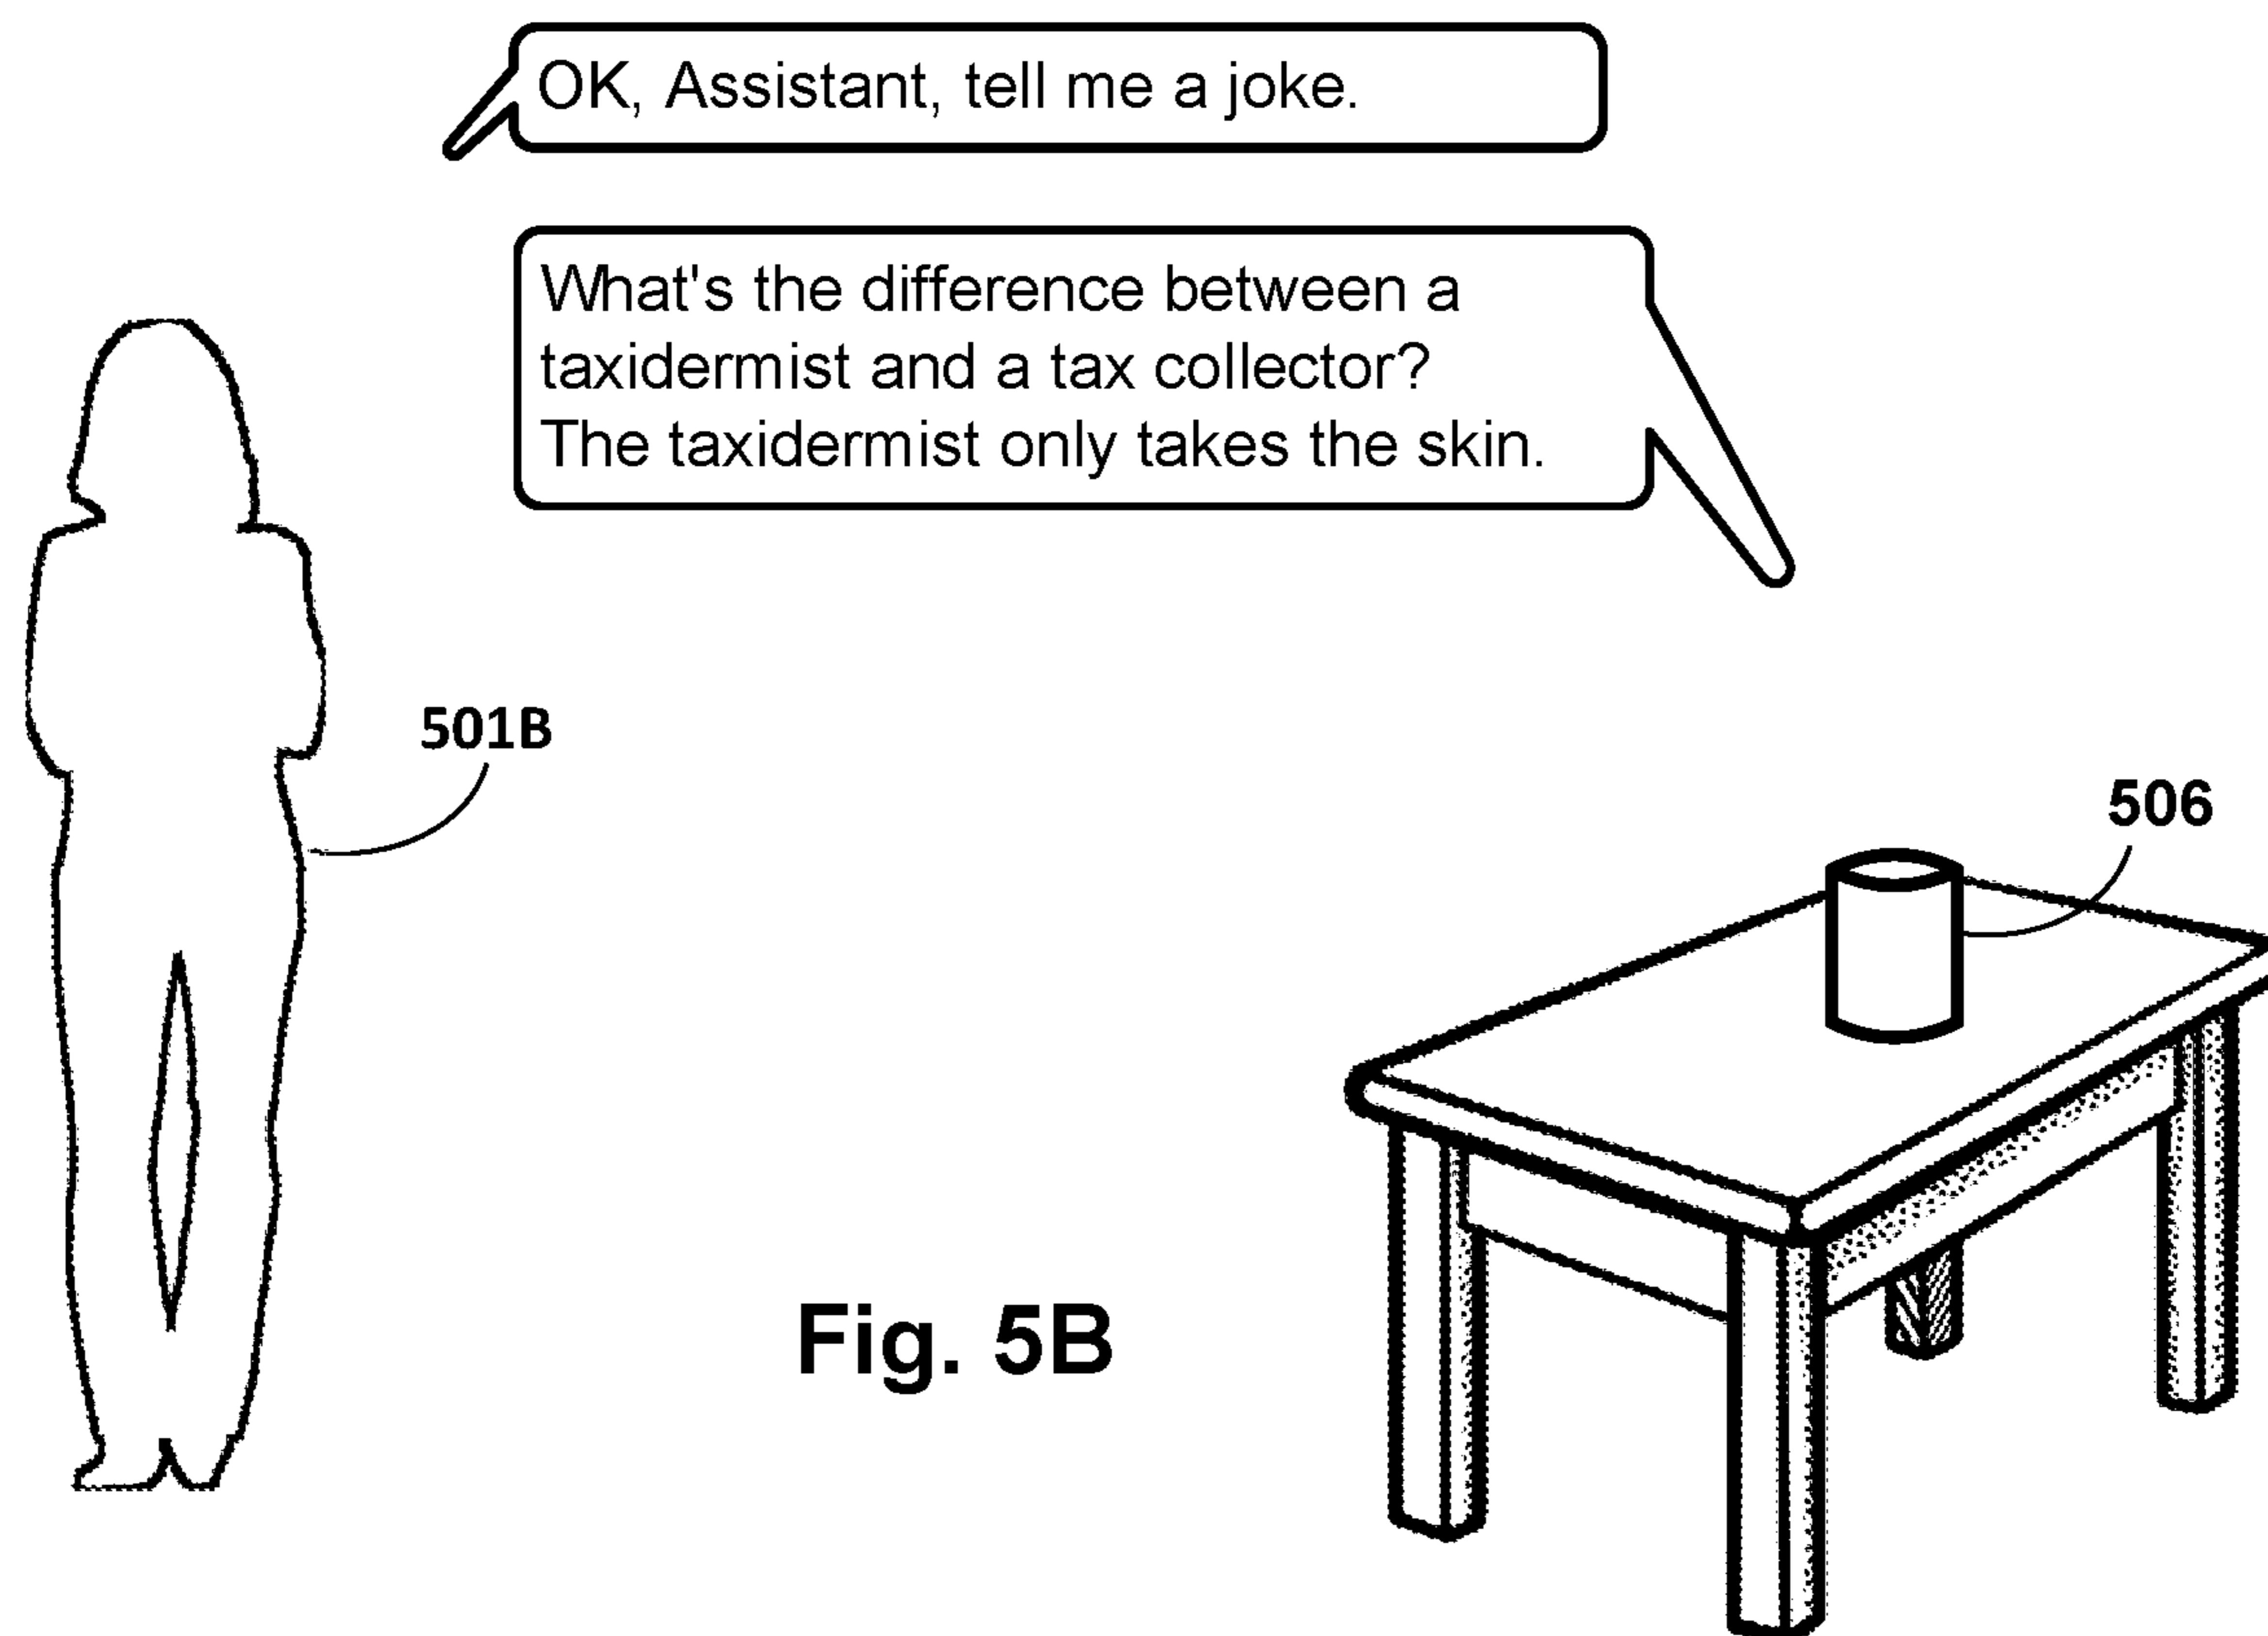 OK, Assistant, tell me a joke.
What's the difference between a
taxidermist and a tax collector?
The taxidermist only takes the skin.
501B
506
Fig. 5B